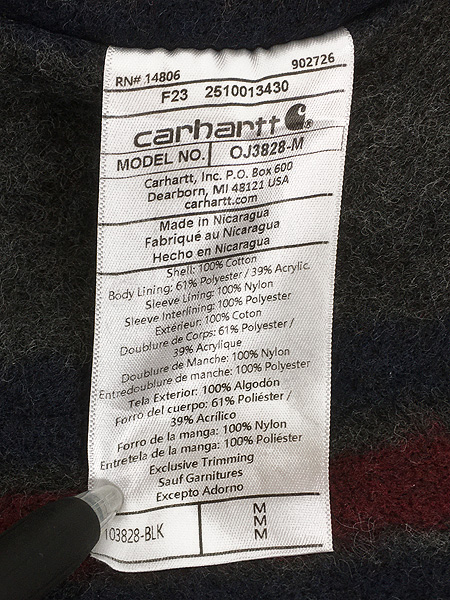 RN# 14806 902726
F23 2510013430
carhartt
MODEL NO. OJ3828-M
Carhartt, Inc. P.O. Box 600
Dearborn, MI 48121 USA
carhartt.com
Made in Nicaragua
Fabriqué au Nicaragua
Hecho en Nicaragua
Shell: 100% Cotton
Body Lining: 61% Polyester / 39% Acrylic.
Sleeve Lining: 100% Nylon
Sleeve Interlining: 100% Polyester
Extérieur: 100% Coton
Doublure de Corps: 61% Polyester /
39% Acrylique
Doublure de Manche: 100% Nylon
Entredoublure de manche: 100% Polyester
Tela Exterior: 100% Algodón
Forro del cuerpo: 61% Poliéster /
39% Acrílico
Forro de la manga: 100% Nylon
Entretela de la manga: 100% Poliéster
Exclusive Trimming
Sauf Garnitures
Excepto Adorno
103828-BLK M
M
M